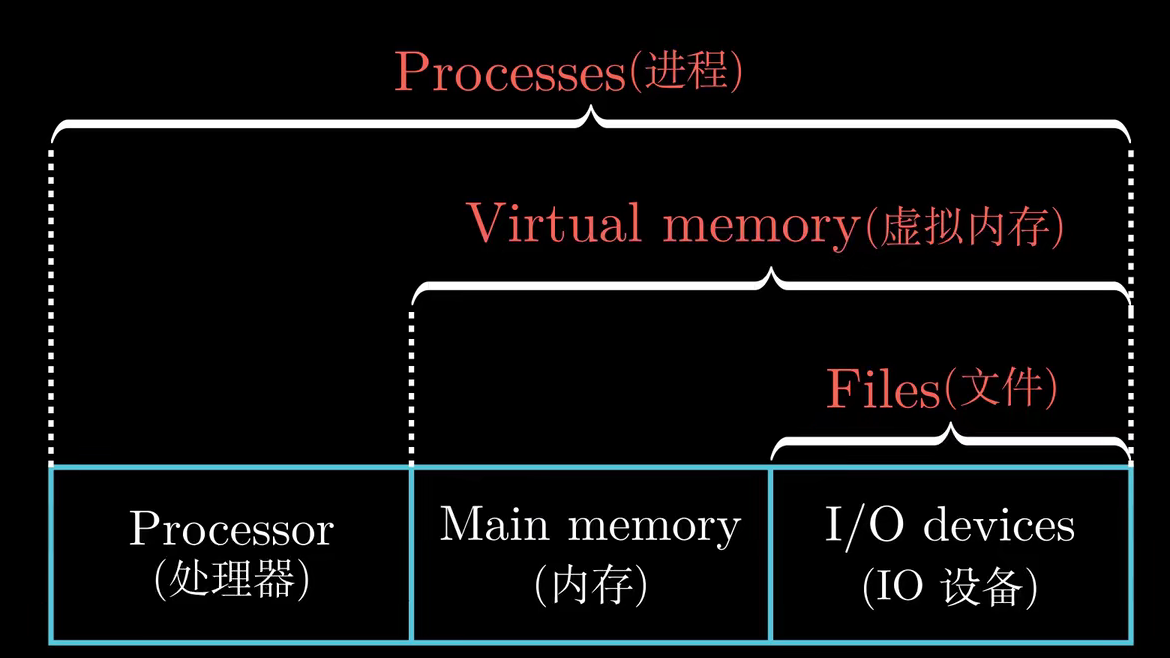 Processes(进程)
Virtual memory(虚拟内存)
Files(文件)
Processor
(处理器)
Main memory
(内存)
I/O devices
(IO 设备)